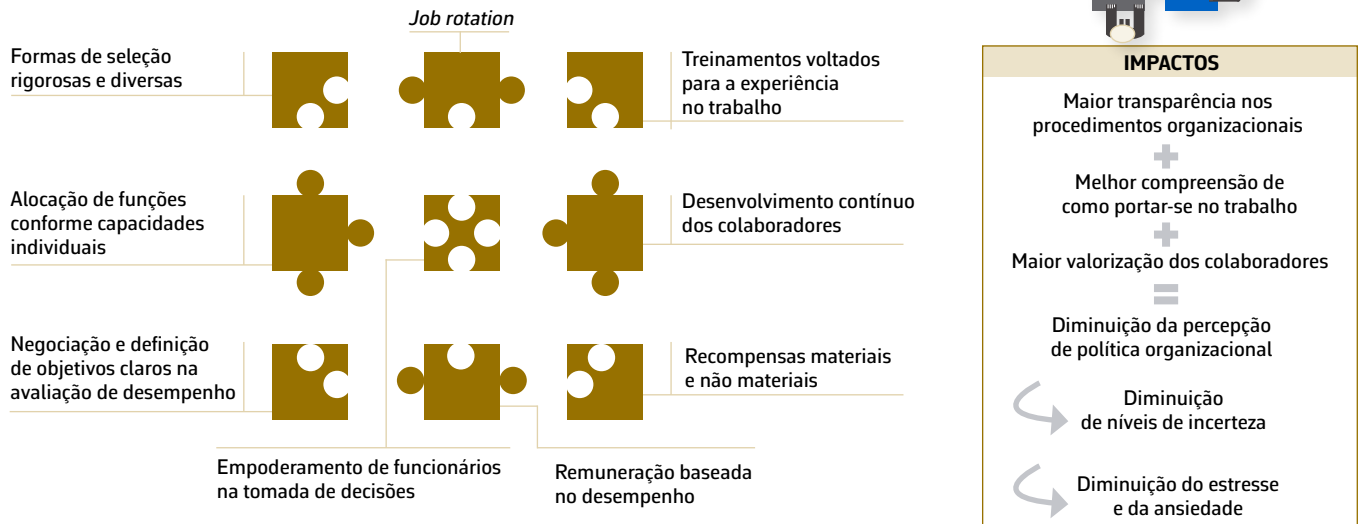 Job rotation
Formas de seleção
rigorosas e diversas
Treinamentos voltados
para a experiência
no trabalho
Alocação de funções
conforme capacidades
individuais
Desenvolvimento contínuo
dos colaboradores
Negociação e definição
de objetivos claros na
avaliação de desempenho
Recompensas materiais
e não materiais
Empoderamento de funcionários
na tomada de decisões
Remuneração baseada
no desempenho
IMPACTOS
Maior transparência nos
procedimentos organizacionais
+
Melhor compreensão de
como portar-se no trabalho
+
Maior valorização dos colaboradores
=
Diminuição da percepção
de política organizacional
Diminuição
de níveis de incerteza
Diminuição do estresse
e da ansiedade